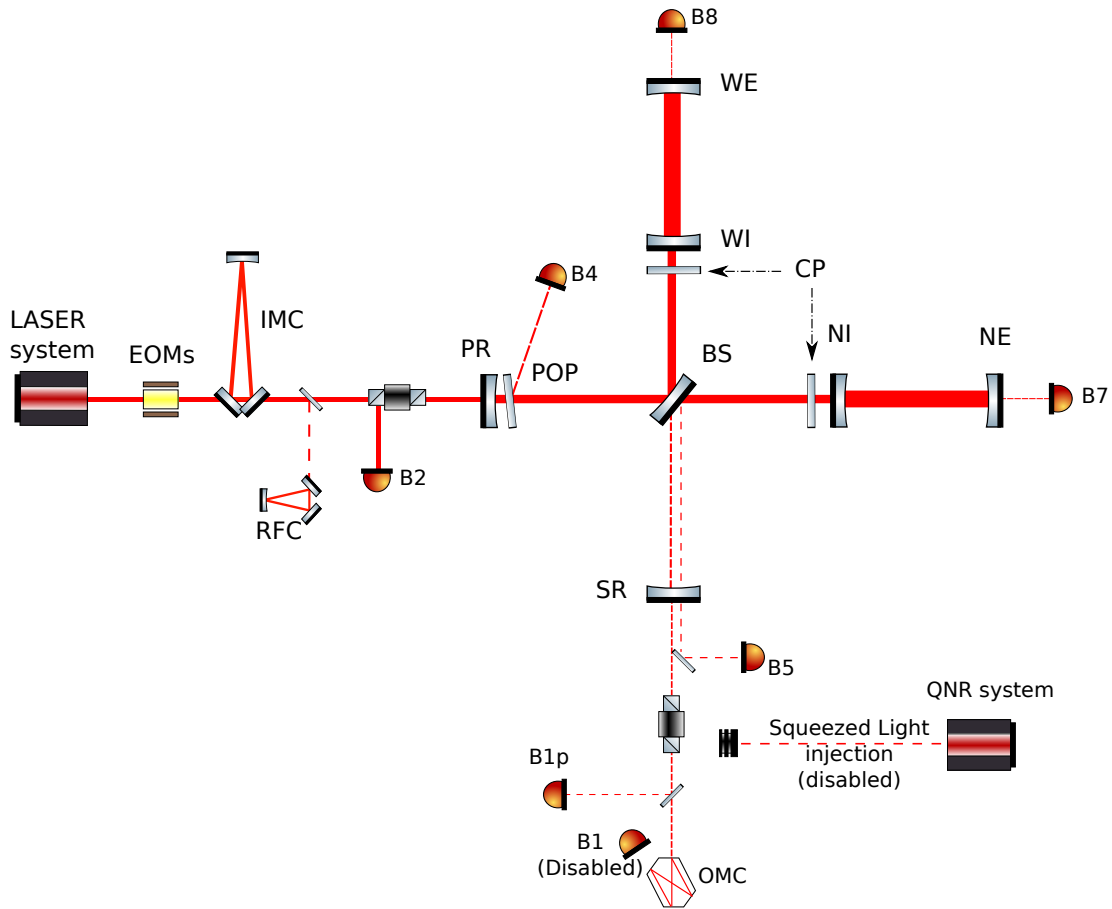 B8
WE
WI
CP
B4
LASER
system
EOMs
IMC
PR
POP
BS
NI
NE
B7
B2
RFC
SR
B5
QNR system
Squeezed Light
injection
(disabled)
B1p
B1
(Disabled)
OMC